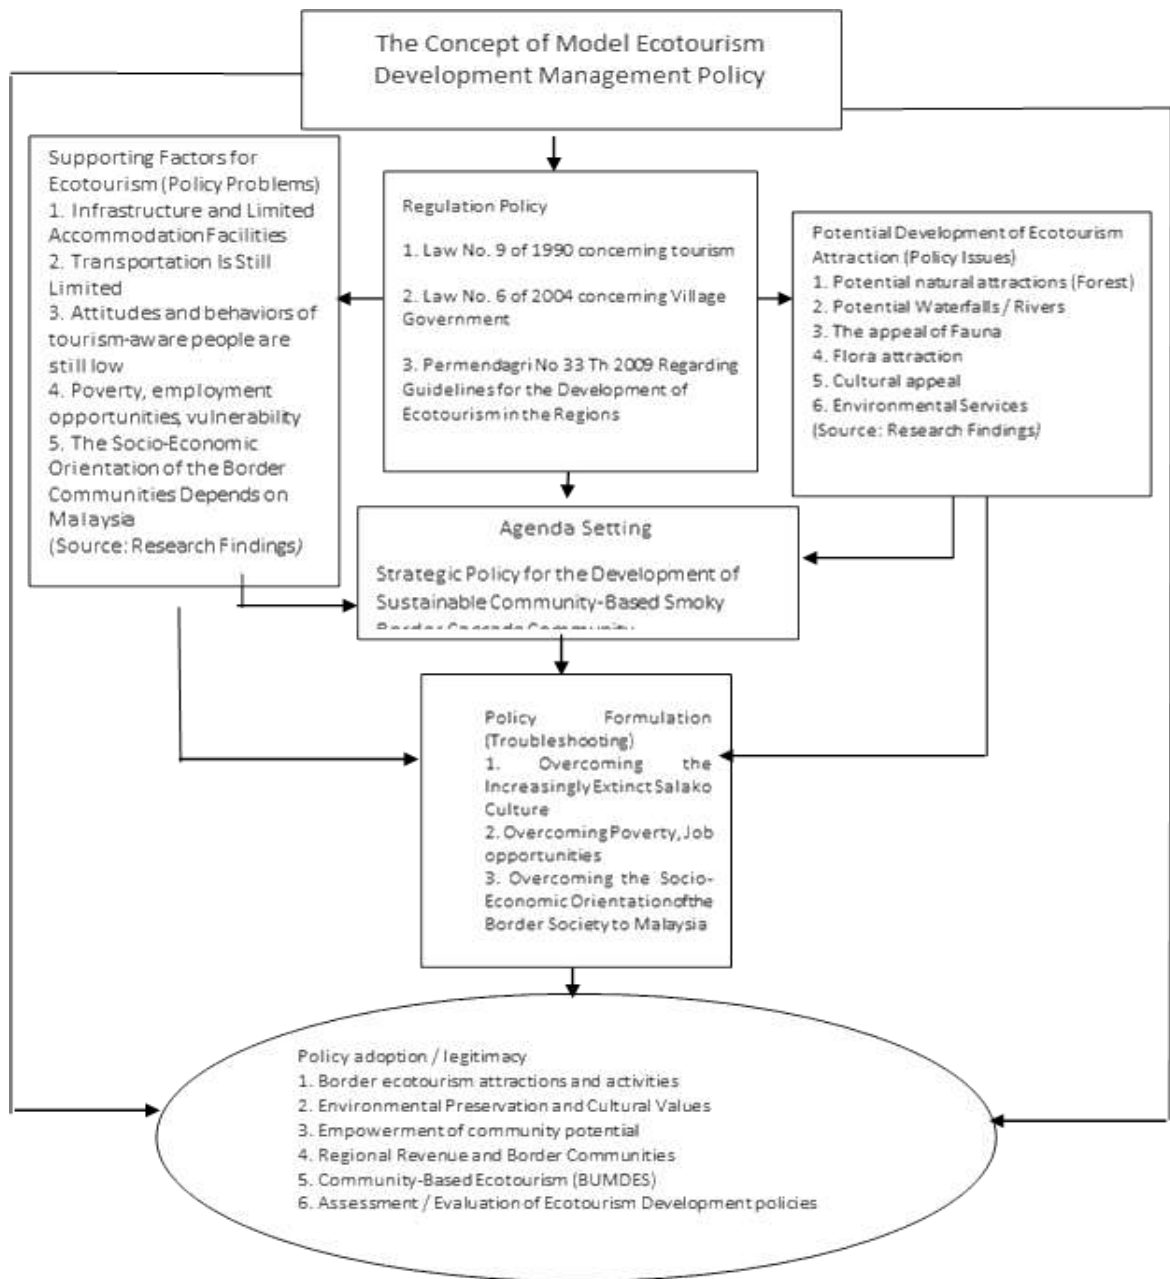 The Concept of Model Ecotourism
Development Management Policy
Supporting Factors for
Ecotourism (Policy Problems)
1. Infrastructure and Limited
Accommodation Facilities
2. Transportation Is Still
Limited
3. Attitudes and behaviors of
tourism-aware people are
still low
4. Poverty, employment
opportunities, vulnerability
5. The Socio-Economic
Orientation of the Border
Communities Depends on
Malaysia
(Source: Research Findings)
Regulation Policy
1. Law No. 9 of 1990 concerning tourism
2. Law No. 6 of 2004 concerning Village
Government
3. Permendagri No 33 Th 2009 Regarding
Guidelines for the Development of
Ecotourism in the Regions
Potential Development of Ecotourism
Attraction (Policy Issues)
1. Potential natural attractions (Forest)
2. Potential Waterfalls / Rivers
3. The appeal of Fauna
4. Flora attraction
5. Cultural appeal
6. Environmental Services
(Source: Research Findings)
Agenda Setting
Strategic Policy for the Development of
Sustainable Community-Based Smoky
Border Cascade Community
Policy Formulation
(Troubleshooting)
1. Overcoming the
Increasingly Extinct Salako
Culture
2. Overcoming Poverty, Job
opportunities
3. Overcoming the Socio-
Economic Orientation of the
Border Society to Malaysia
Policy adoption / legitimacy
1. Border ecotourism attractions and activities
2. Environmental Preservation and Cultural Values
3. Empowerment of community potential
4. Regional Revenue and Border Communities
5. Community-Based Ecotourism (BUMDES)
6. Assessment / Evaluation of Ecotourism Development policies